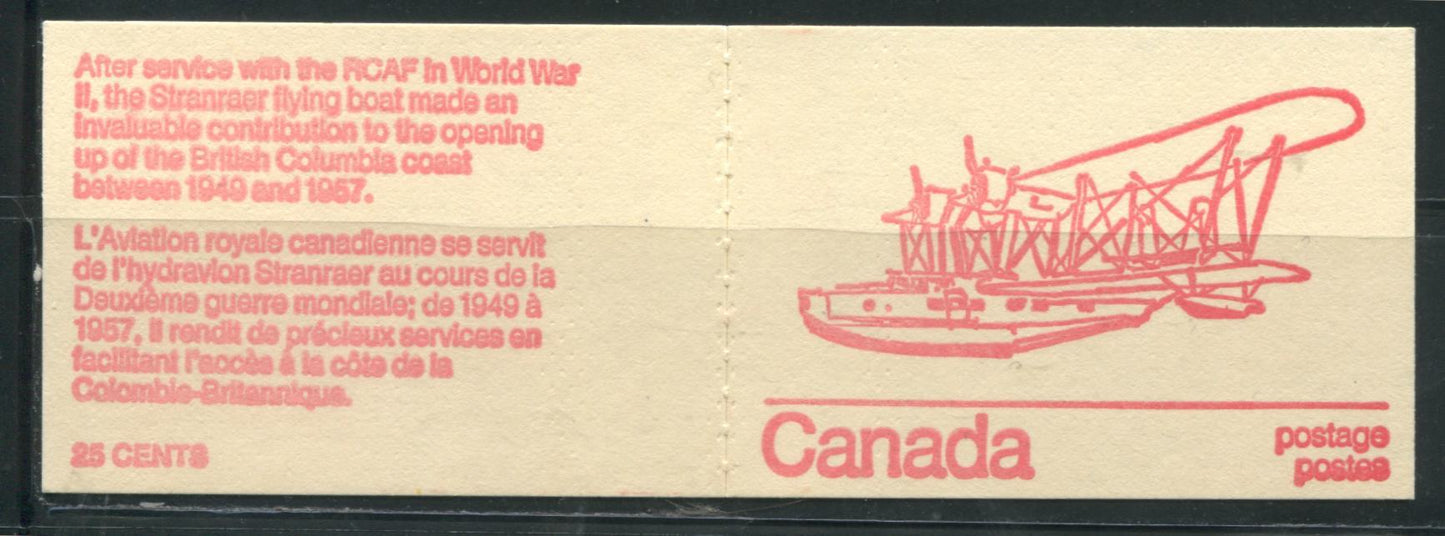 After service with the RCAF in World War
II, the Stranraer flying boat made an
invaluable contribution to the opening
up of the British Columbia coast
between 1949 and 1957.
L'Aviation royale canadienne se servit
de l'hydravion Stranraer au cours de la
Deuxième guerre mondiale; de 1949 à
1957, il rendit de précieux services en
facilitant l'accès à la côte de la
Colombie-Britannique.
25 CENTS
Canada
postage
postes